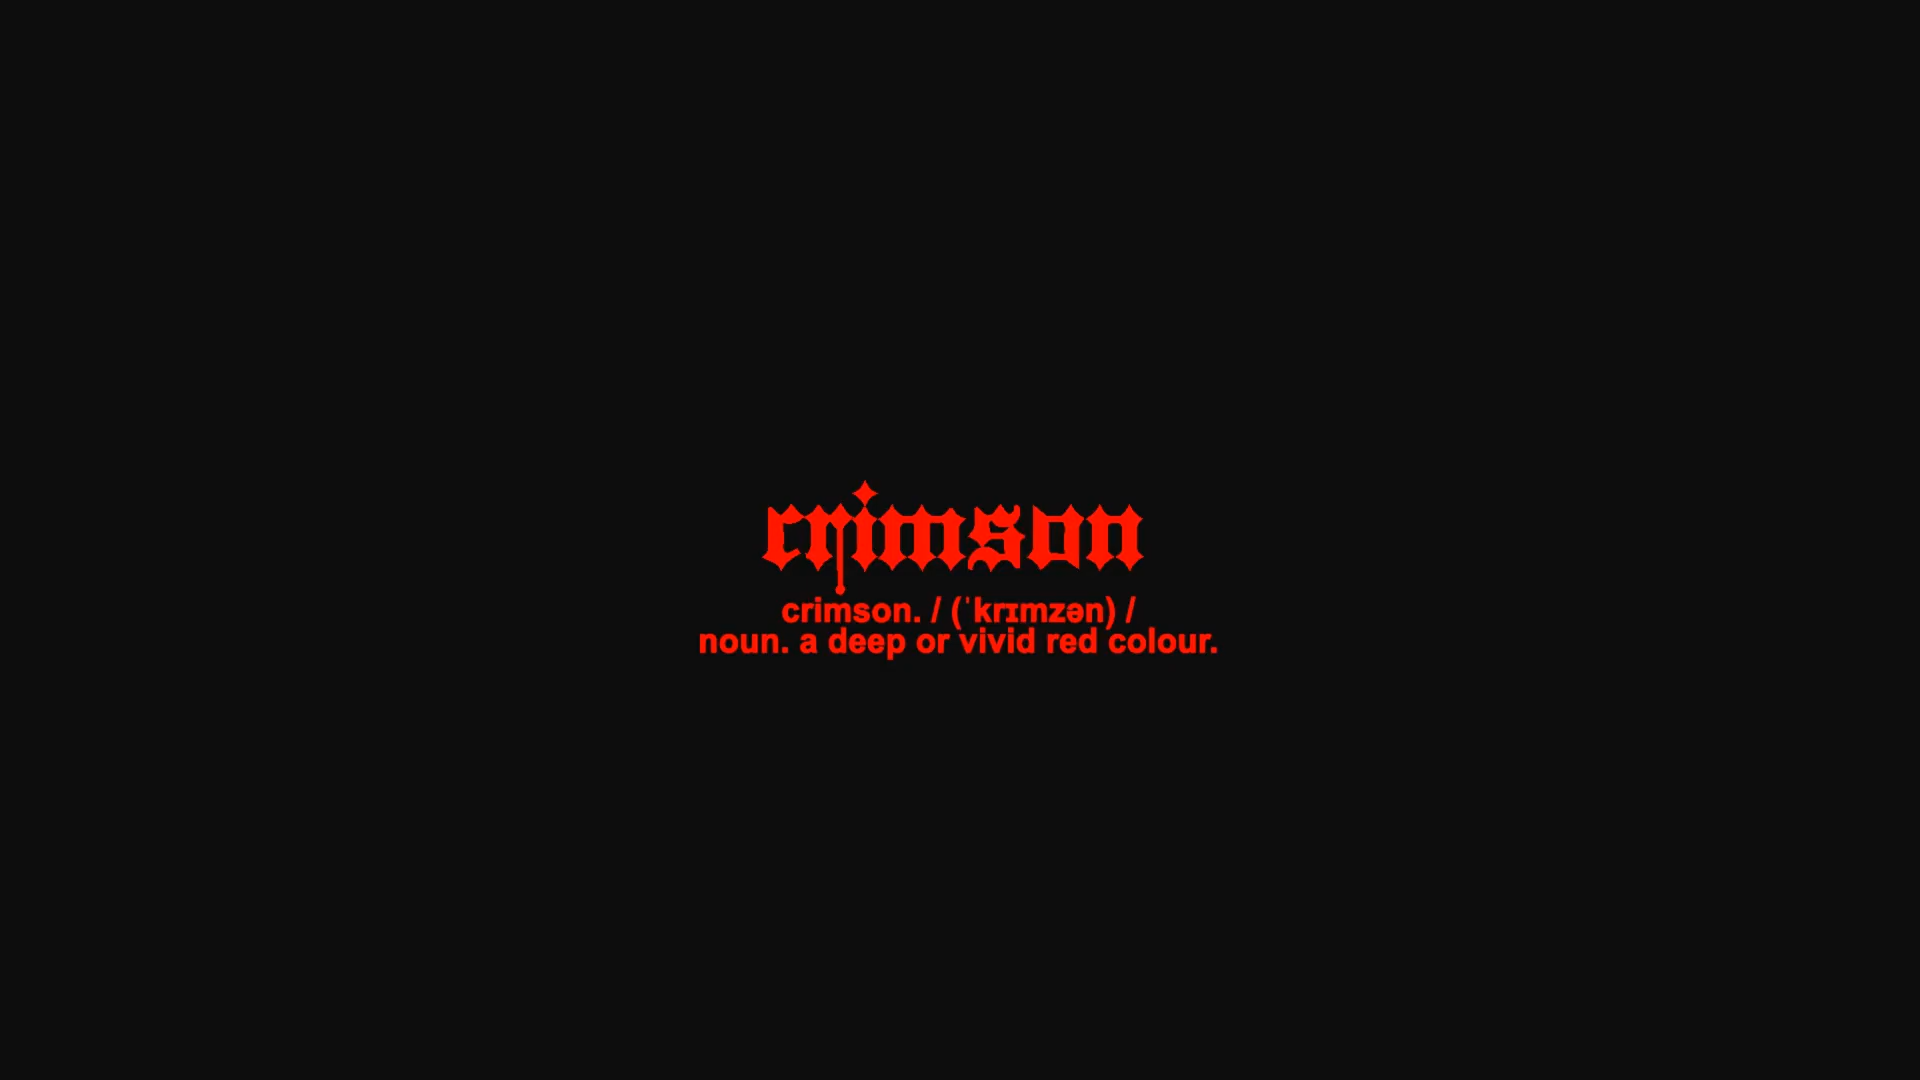 crimson
crimson. / (ˈkrɪmzən) /
noun. a deep or vivid red colour.